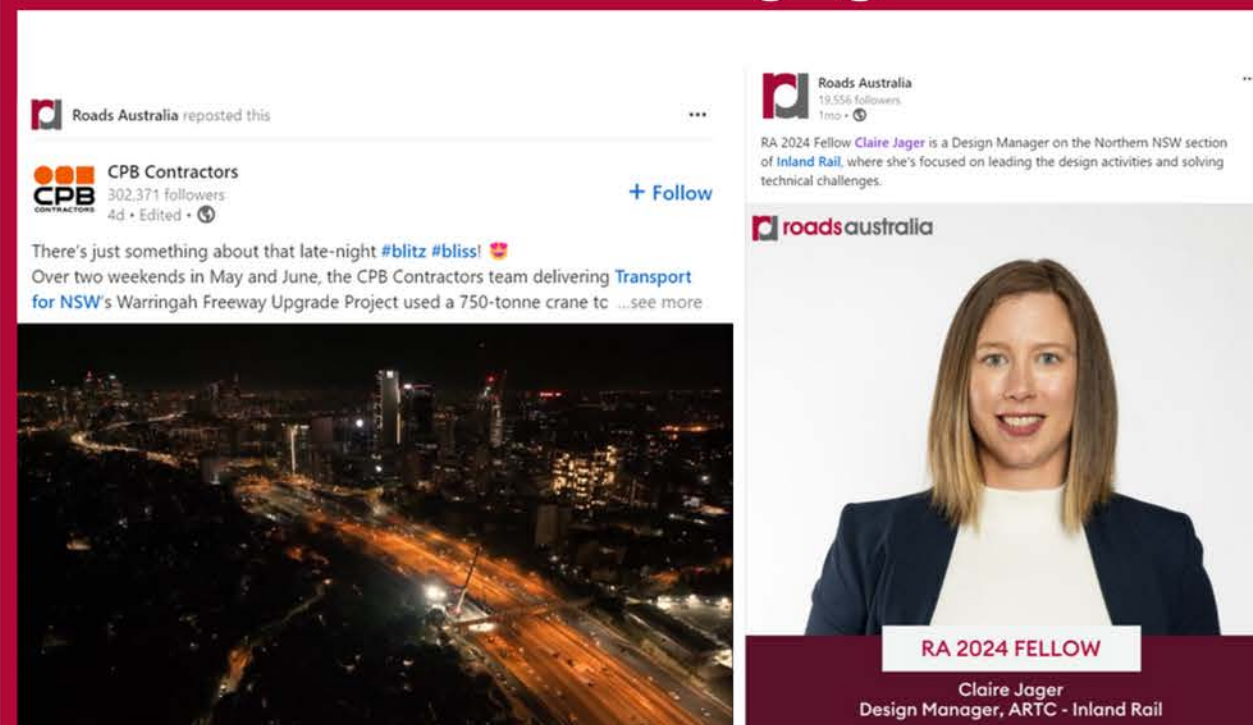 Roads Australia reposted this
CPB
CONTRACTORS
CPB Contractors
302,371 followers
4d • Edited •
+ Follow
There's just something about that late-night #blitz #bliss! 😍
Over two weekends in May and June, the CPB Contractors team delivering Transport
for NSW's Warringah Freeway Upgrade Project used a 750-tonne crane to ...see more
Roads Australia
19,556 followers
1mo •
RA 2024 Fellow Claire Jager is a Design Manager on the Northern NSW section
of Inland Rail, where she's focused on leading the design activities and solving
technical challenges.
roadsaustralia
RA 2024 FELLOW
Claire Jager
Design Manager, ARTC - Inland Rail